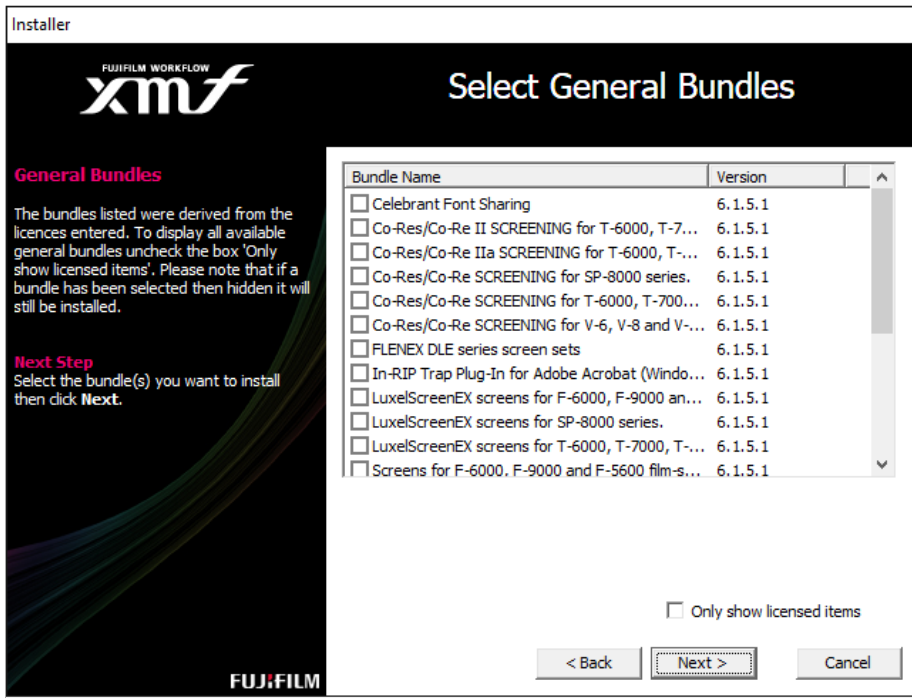 Installer
FUJIFILM WORKFLOW
xmf
Select General Bundles
General Bundles
The bundles listed were derived from the
licences entered. To display all available
general bundles uncheck the box 'Only
show licensed items'. Please note that if a
bundle has been selected then hidden it will
still be installed.
Next Step
Select the bundle(s) you want to install
then click Next.
Bundle Name Version
Celebrant Font Sharing 6.1.5.1
Co-Res/Co-Re II SCREENING for T-6000, T-7... 6.1.5.1
Co-Res/Co-Re IIa SCREENING for T-6000, T-... 6.1.5.1
Co-Res/Co-Re SCREENING for SP-8000 series. 6.1.5.1
Co-Res/Co-Re SCREENING for T-6000, T-700... 6.1.5.1
Co-Res/Co-Re SCREENING for V-6, V-8 and V-... 6.1.5.1
FLENEX DLE series screen sets 6.1.5.1
In-RIP Trap Plug-In for Adobe Acrobat (Windo... 6.1.5.1
LuxelScreenEX screens for F-6000, F-9000 an... 6.1.5.1
LuxelScreenEX screens for SP-8000 series. 6.1.5.1
LuxelScreenEX screens for T-6000, T-7000, T-... 6.1.5.1
Screens for F-6000, F-9000 and F-5600 film-s... 6.1.5.1
Only show licensed items
< Back Next > Cancel
FUJIFILM